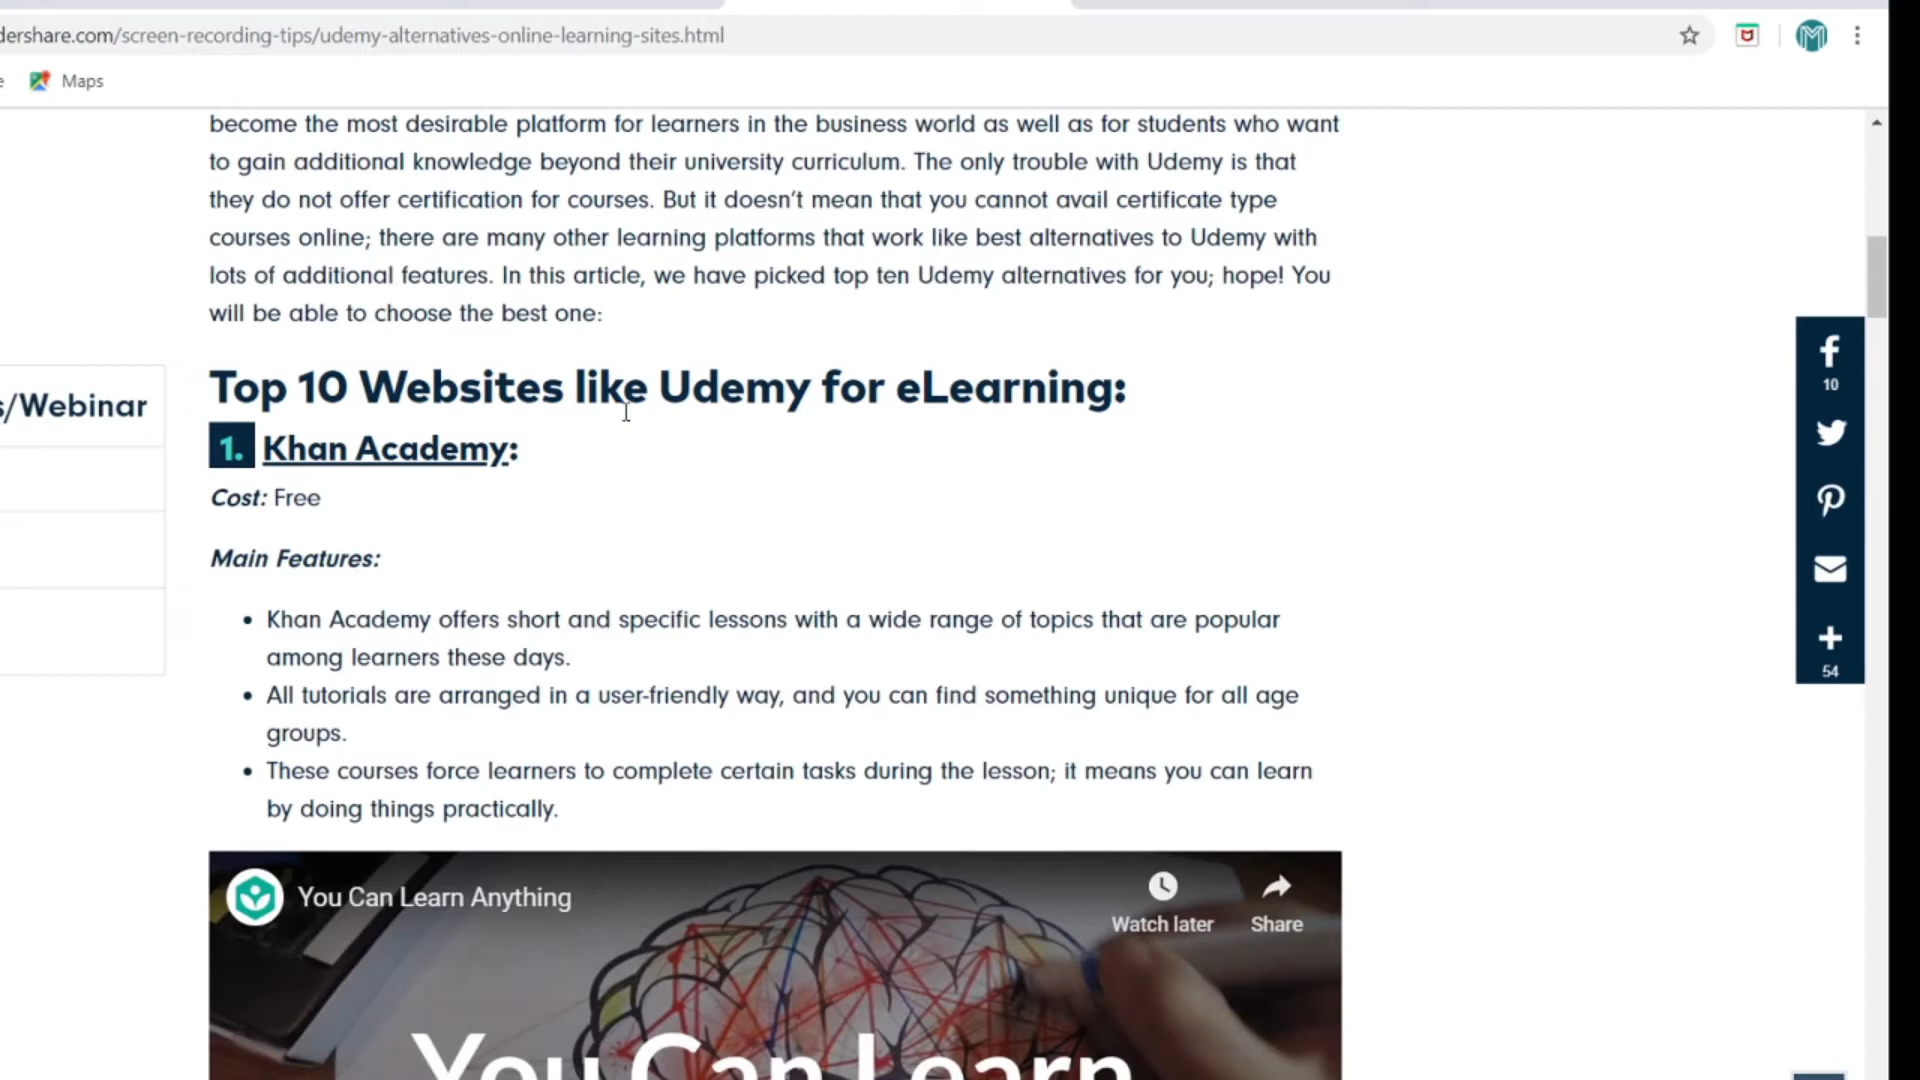 dershare.com/screen-recording-tips/udemy-alternatives-online-learning-sites.html
Maps
become the most desirable platform for learners in the business world as well as for students who want
to gain additional knowledge beyond their university curriculum. The only trouble with Udemy is that
they do not offer certification for courses. But it doesn't mean that you cannot avail certificate type
courses online; there are many other learning platforms that work like best alternatives to Udemy with
lots of additional features. In this article, we have picked top ten Udemy alternatives for you; hope! You
will be able to choose the best one:
s/Webinar
Top 10 Websites like Udemy for eLearning:
1. Khan Academy:
Cost: Free
Main Features:
• Khan Academy offers short and specific lessons with a wide range of topics that are popular
among learners these days.
• All tutorials are arranged in a user-friendly way, and you can find something unique for all age
groups.
• These courses force learners to complete certain tasks during the lesson; it means you can learn
by doing things practically.
10
54
You Can Learn Anything
Watch later
Share
You Can Learn